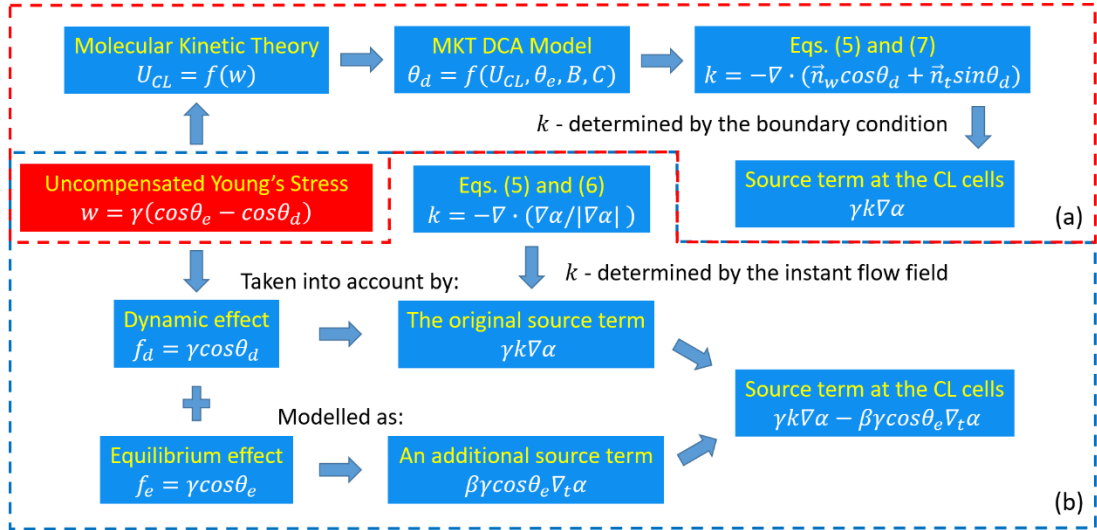 Molecular Kinetic Theory
U_{CL} = f(w)
MKT DCA Model
θ_d = f(U_{CL}, θ_e, B, C)
Eqs. (5) and (7)
k = −∇ · (n⃗_w cosθ_d + n⃗_t sinθ_d)
k - determined by the boundary condition
Uncompensated Young's Stress
w = γ(cosθ_e − cosθ_d)
Eqs. (5) and (6)
k = −∇ · (∇α/|∇α| )
Source term at the CL cells
γk∇α
(a)
Taken into account by:
k - determined by the instant flow field
Dynamic effect
f_d = γcosθ_d
The original source term
γk∇α
Source term at the CL cells
γk∇α − βγcosθ_e∇_tα
Modelled as:
Equilibrium effect
f_e = γcosθ_e
An additional source term
βγcosθ_e∇_tα
(b)